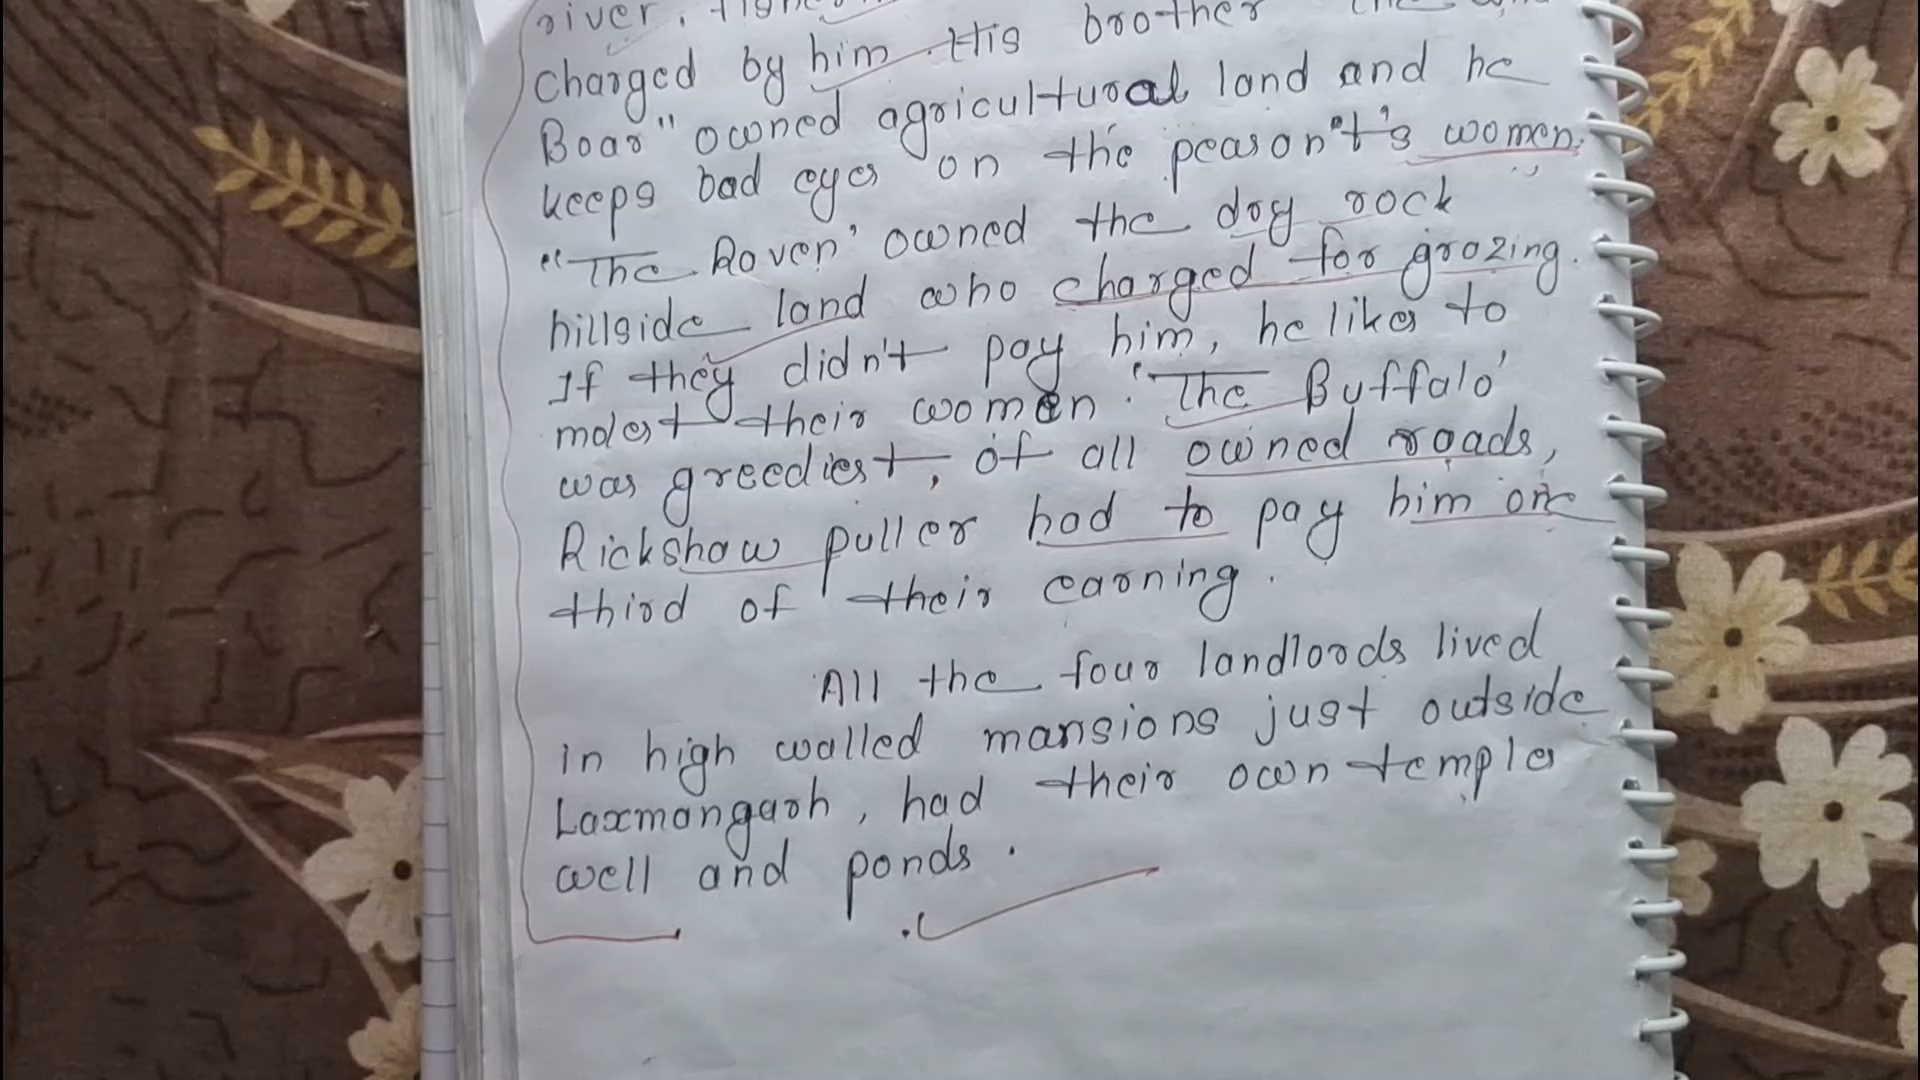 river,
charged by him. His brother
Boar" owned agricultural land and he
keeps bad eyes on the peasant's women.
"The Raven' owned the dry rock
hillside land who charged for grazing.
If they didn't pay him, he likes to
molest their women. 'The Buffalo'
was greediest, of all owned roads,
Rickshaw puller had to pay him one
third of their earning.
All the four landlords lived
in high walled mansions just outside
Laxmangarh, had their own temples
well and ponds.